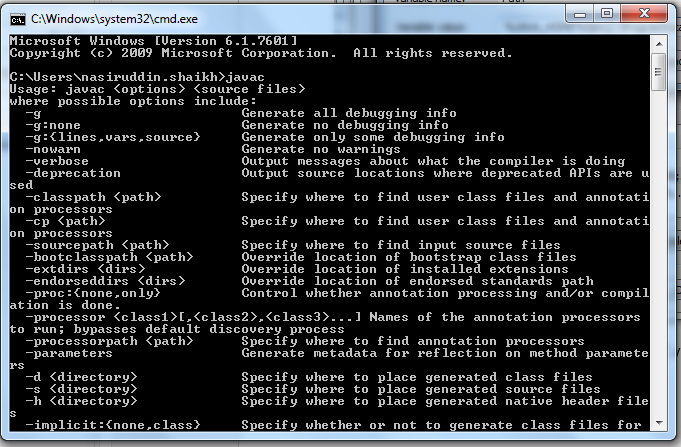 C:\Windows\system32\cmd.exe
Microsoft Windows [Version 6.1.7601]
Copyright (c) 2009 Microsoft Corporation.  All rights reserved.
C:\Users\nasiruddin.shaikh>javac
Usage: javac <options> <source files>
where possible options include:
  -g                         Generate all debugging info
  -g:none                    Generate no debugging info
  -g:{lines,vars,source}     Generate only some debugging info
  -nowarn                    Generate no warnings
  -verbose                   Output messages about what the compiler is doing
  -deprecation               Output source locations where deprecated APIs are u
sed
  -classpath <path>          Specify where to find user class files and annotati
on processors
  -cp <path>                 Specify where to find user class files and annotati
on processors
  -sourcepath <path>         Specify where to find input source files
  -bootclasspath <path>      Override location of bootstrap class files
  -extdirs <dirs>            Override location of installed extensions
  -endorseddirs <dirs>       Override location of endorsed standards path
  -proc:{none,only}          Control whether annotation processing and/or compil
ation is done.
  -processor <class1>[,<class2>,<class3>...] Names of the annotation processors
to run; bypasses default discovery process
  -processorpath <path>      Specify where to find annotation processors
  -parameters                Generate metadata for reflection on method paramete
rs
  -d <directory>             Specify where to place generated class files
  -s <directory>             Specify where to place generated source files
  -h <directory>             Specify where to place generated native header file
s
  -implicit:{none,class}     Specify whether or not to generate class files for